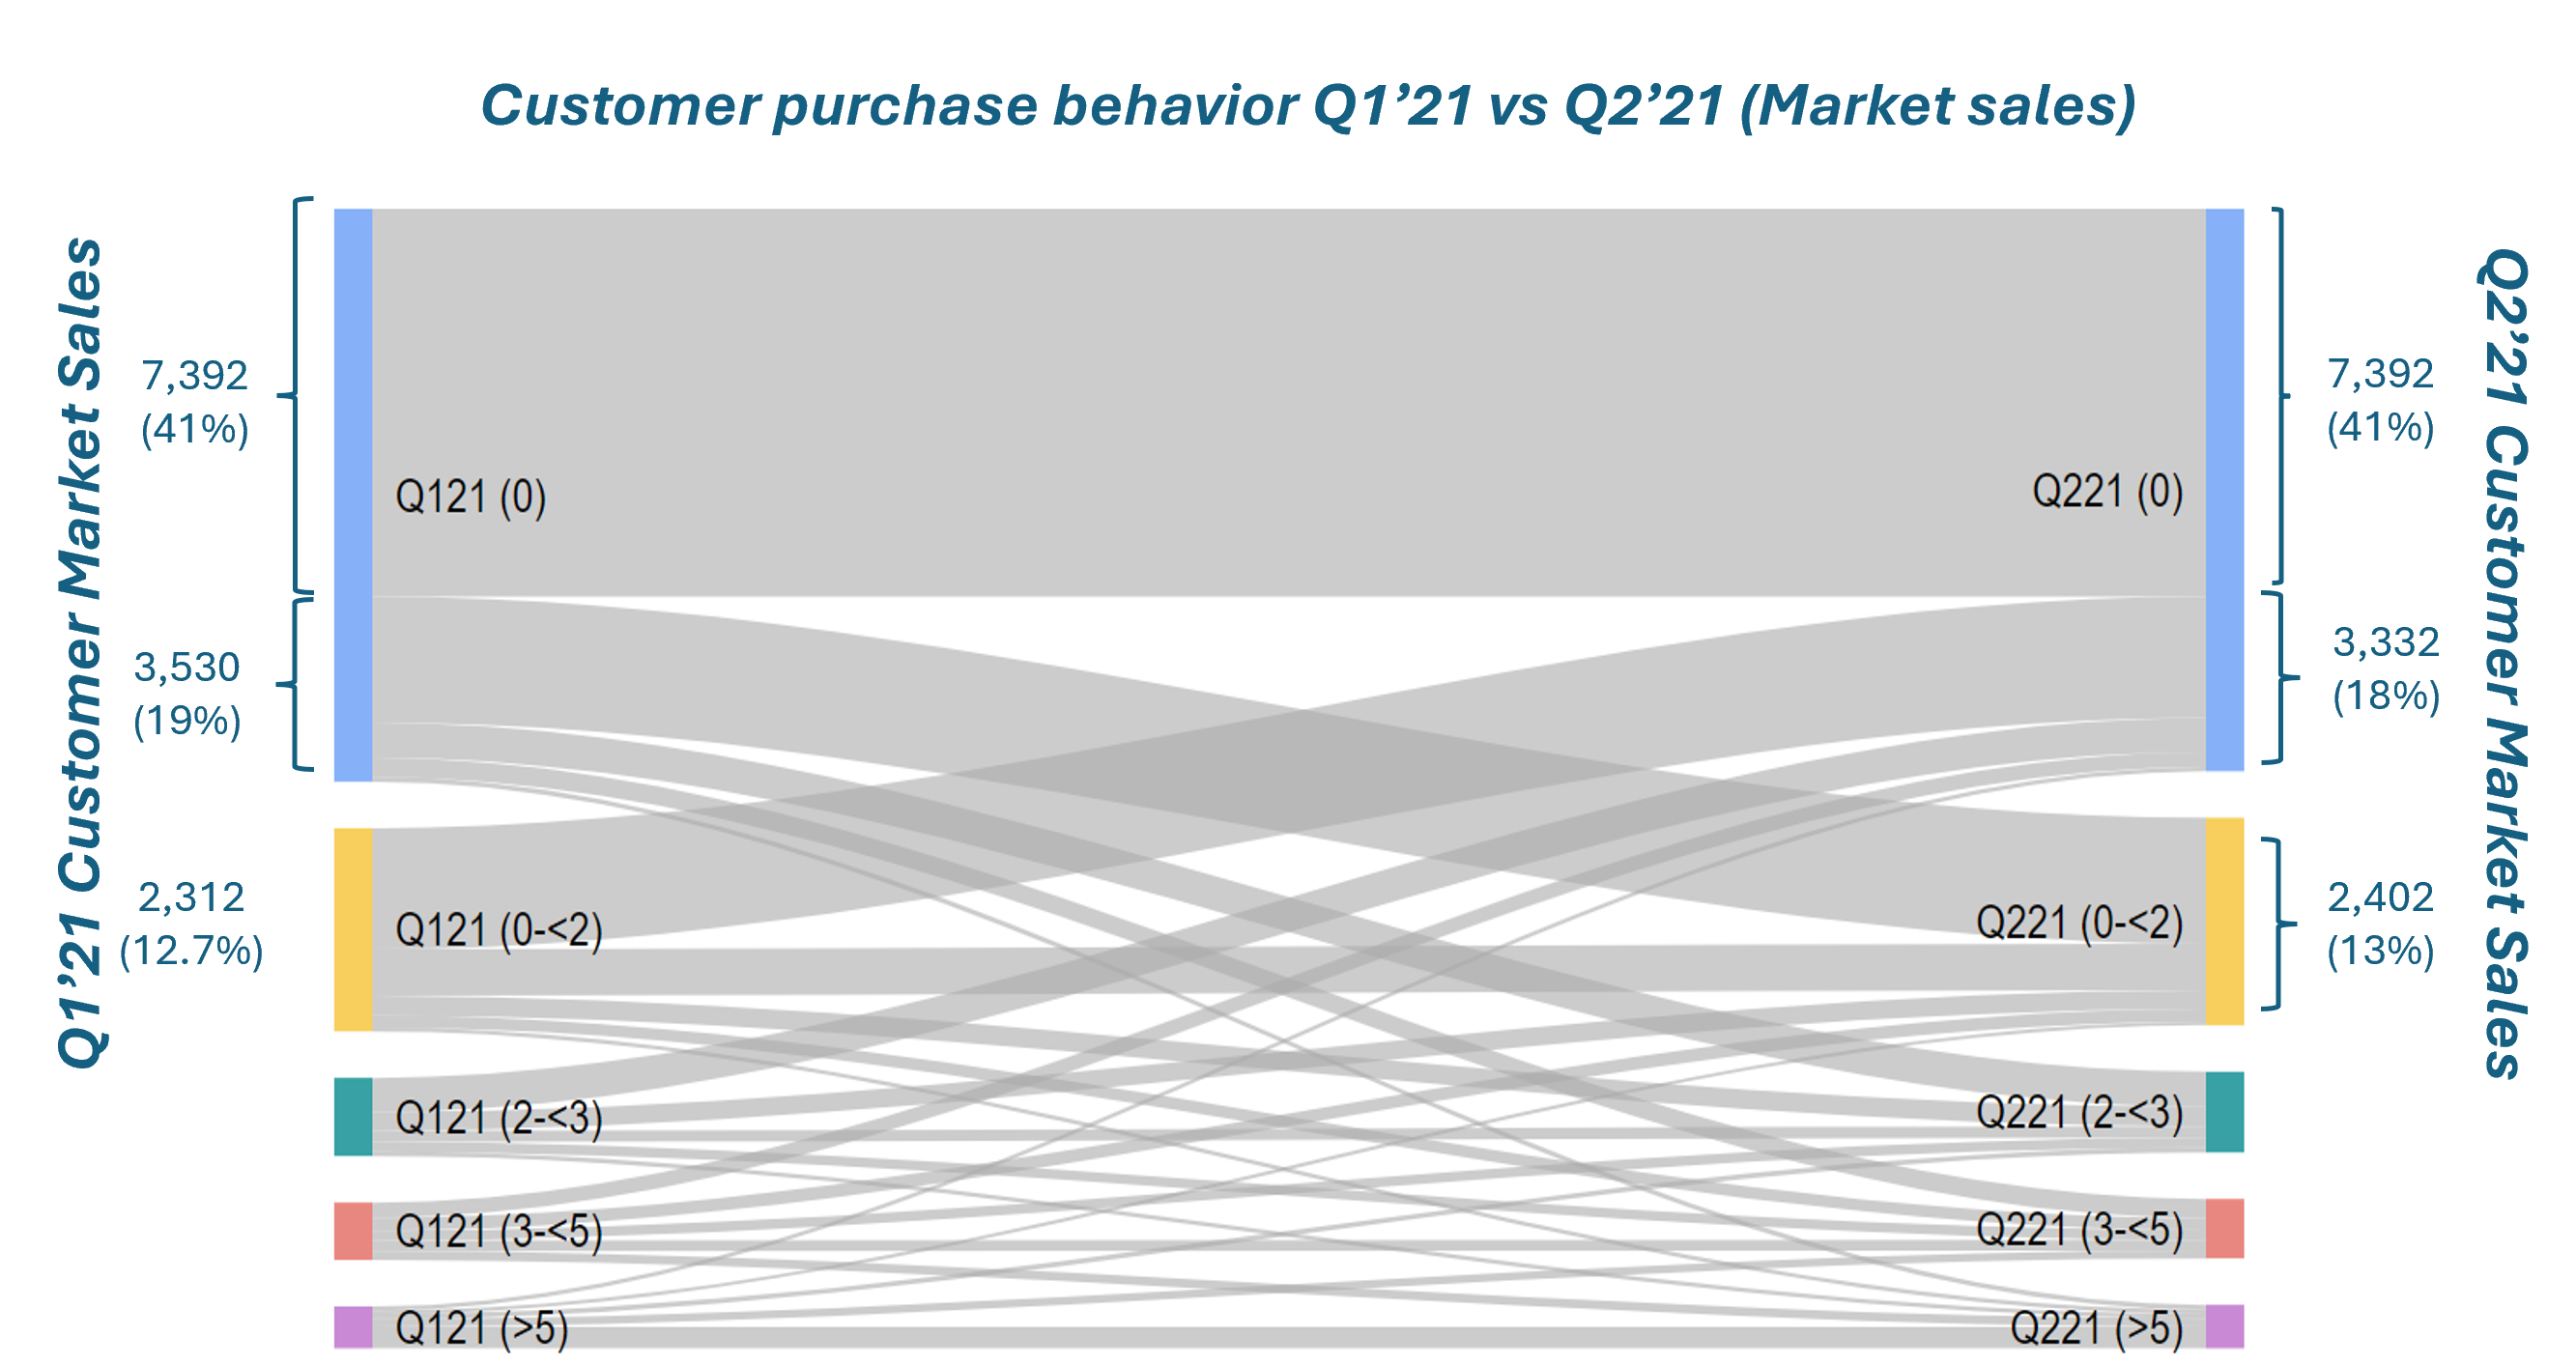 Customer purchase behavior Q1’21 vs Q2’21 (Market sales)
Q1’21 Customer Market Sales
7,392
(41%)
3,530
(19%)
2,312
(12.7%)
Q121 (0)
Q121 (0-<2)
Q121 (2-<3)
Q121 (3-<5)
Q121 (>5)
Q221 (0)
Q221 (0-<2)
Q221 (2-<3)
Q221 (3-<5)
Q221 (>5)
7,392
(41%)
3,332
(18%)
2,402
(13%)
Q2’21 Customer Market Sales